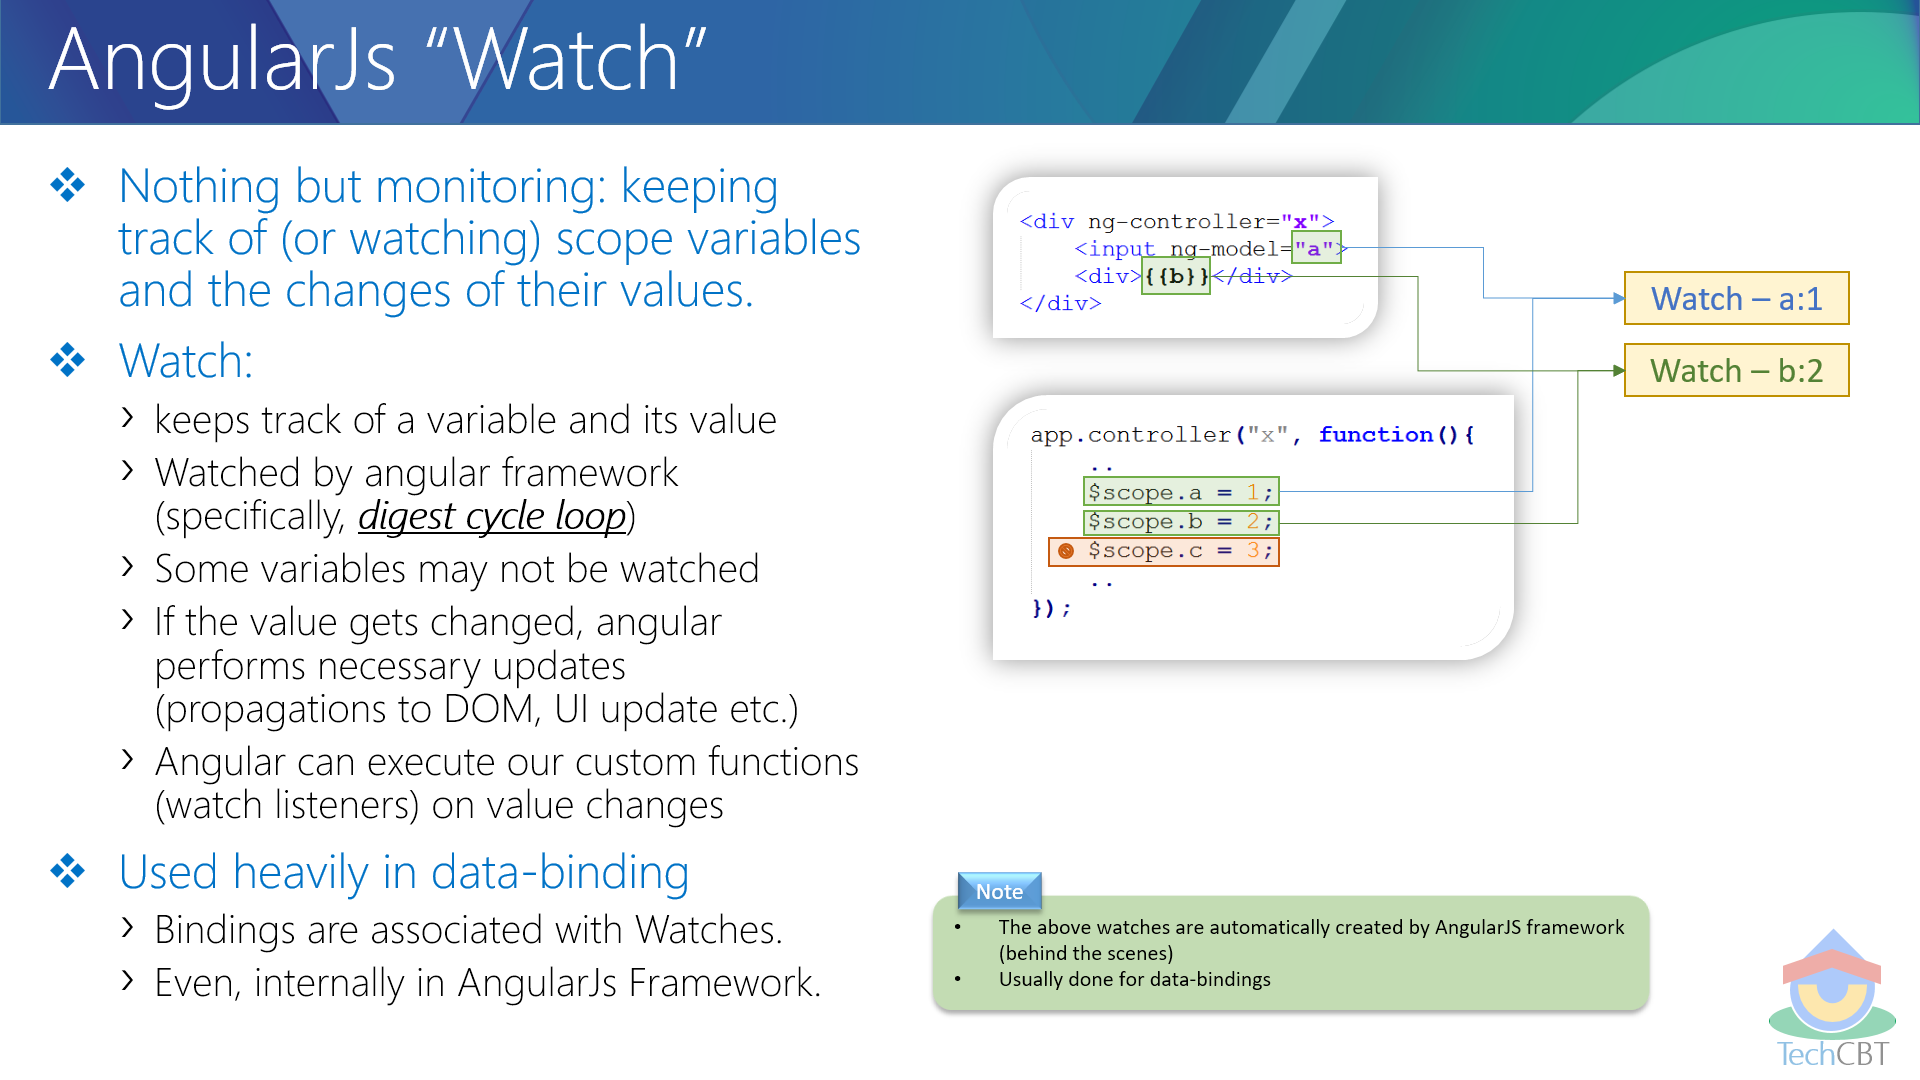 AngularJs “Watch”
Nothing but monitoring: keeping
track of (or watching) scope variables
and the changes of their values.
Watch:
keeps track of a variable and its value
Watched by angular framework
(specifically, digest cycle loop)
Some variables may not be watched
If the value gets changed, angular
performs necessary updates
(propagations to DOM, UI update etc.)
Angular can execute our custom functions
(watch listeners) on value changes
Used heavily in data-binding
Bindings are associated with Watches.
Even, internally in AngularJs Framework.
<div ng-controller="x">
<input ng-model="a">
<div>{{b}}</div>
</div>
Watch – a:1
Watch – b:2
app.controller("x", function(){
..
$scope.a = 1;
$scope.b = 2;
$scope.c = 3;
..
});
Note
• The above watches are automatically created by AngularJS framework
(behind the scenes)
• Usually done for data-bindings
TechCBT